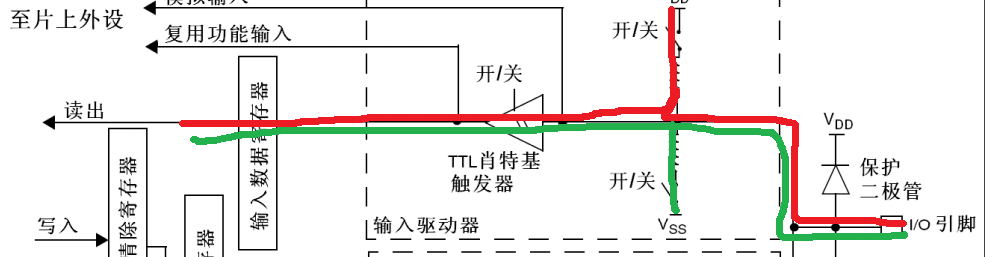 至片上外设
复用功能输入
开/关
开/关
读出
TTL肖特基
触发器
VDD
保护
二极管
输入数据寄存器
开/关
写入
清除寄存器
存器
输入驱动器
VSS
I/O 引脚